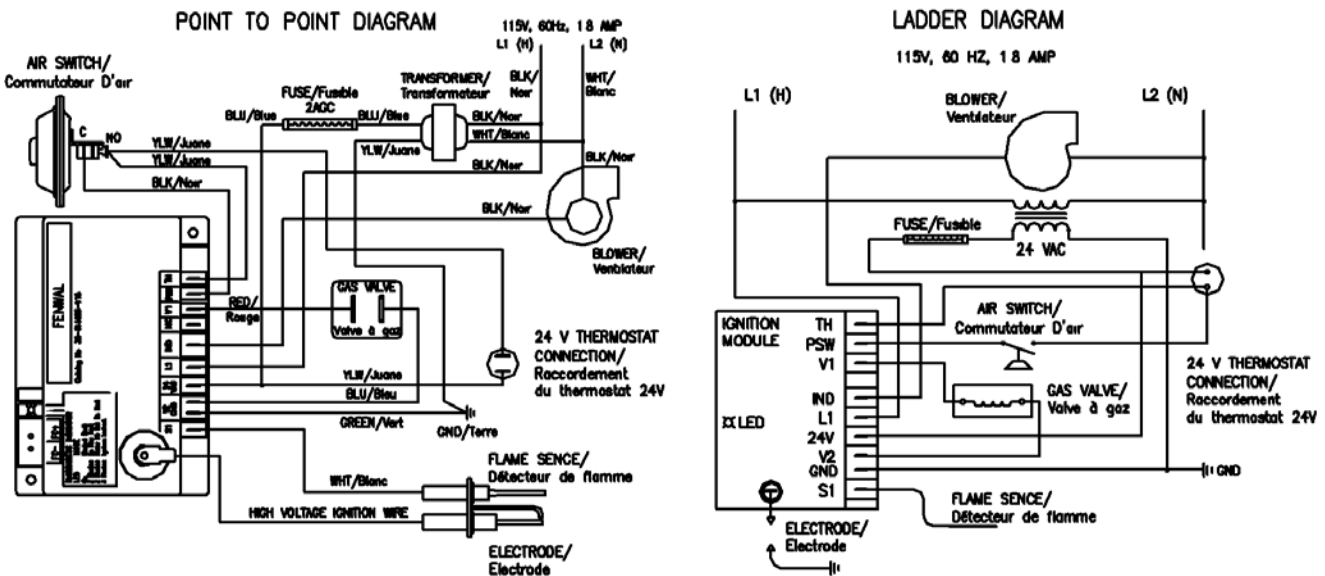 POINT TO POINT DIAGRAM
115V, 60Hz, 1 8 AMP
L1 (H)
L2 (N)
AIR SWITCH/
Commutateur D'air
C
NO
YLW/Juane
YLW/Juane
BLK/Noir
BLU/Blue
FUSE/Fusible
2AGC
BLU/Blue
TRANSFORMER/
Transformateur
BLK/
Noir
WHT/
Blanc
BLK/Noir
WHT/Blanc
YLW/Juane
BLK/Noir
BLK/Noir
BLK/Noir
BLOWER/
Ventilateur
FENWAL
RED/
Rouge
GAS VALVE
Valve à gaz
24 V THERMOSTAT
CONNECTION/
Raccordement
du thermostat 24V
YLW/Juane
BLU/Bleu
GREEN/Vert
GND/Terre
WHT/Blanc
FLAME SENCE/
Détecteur de flamme
HIGH VOLTAGE IGNITION WIRE
ELECTRODE/
Electrode
LADDER DIAGRAM
115V, 60 HZ, 1 8 AMP
L1 (H)
L2 (N)
BLOWER/
Ventilateur
FUSE/Fusible
24 VAC
IGNITION
MODULE
LED
TH
PSW
V1
IND
L1
24V
V2
GND
S1
AIR SWITCH/
Commutateur D'air
GAS VALVE/
Valve à gaz
24 V THERMOSTAT
CONNECTION/
Raccordement
du thermostat 24V
GND
FLAME SENCE/
Détecteur de flamme
ELECTRODE/
Electrode